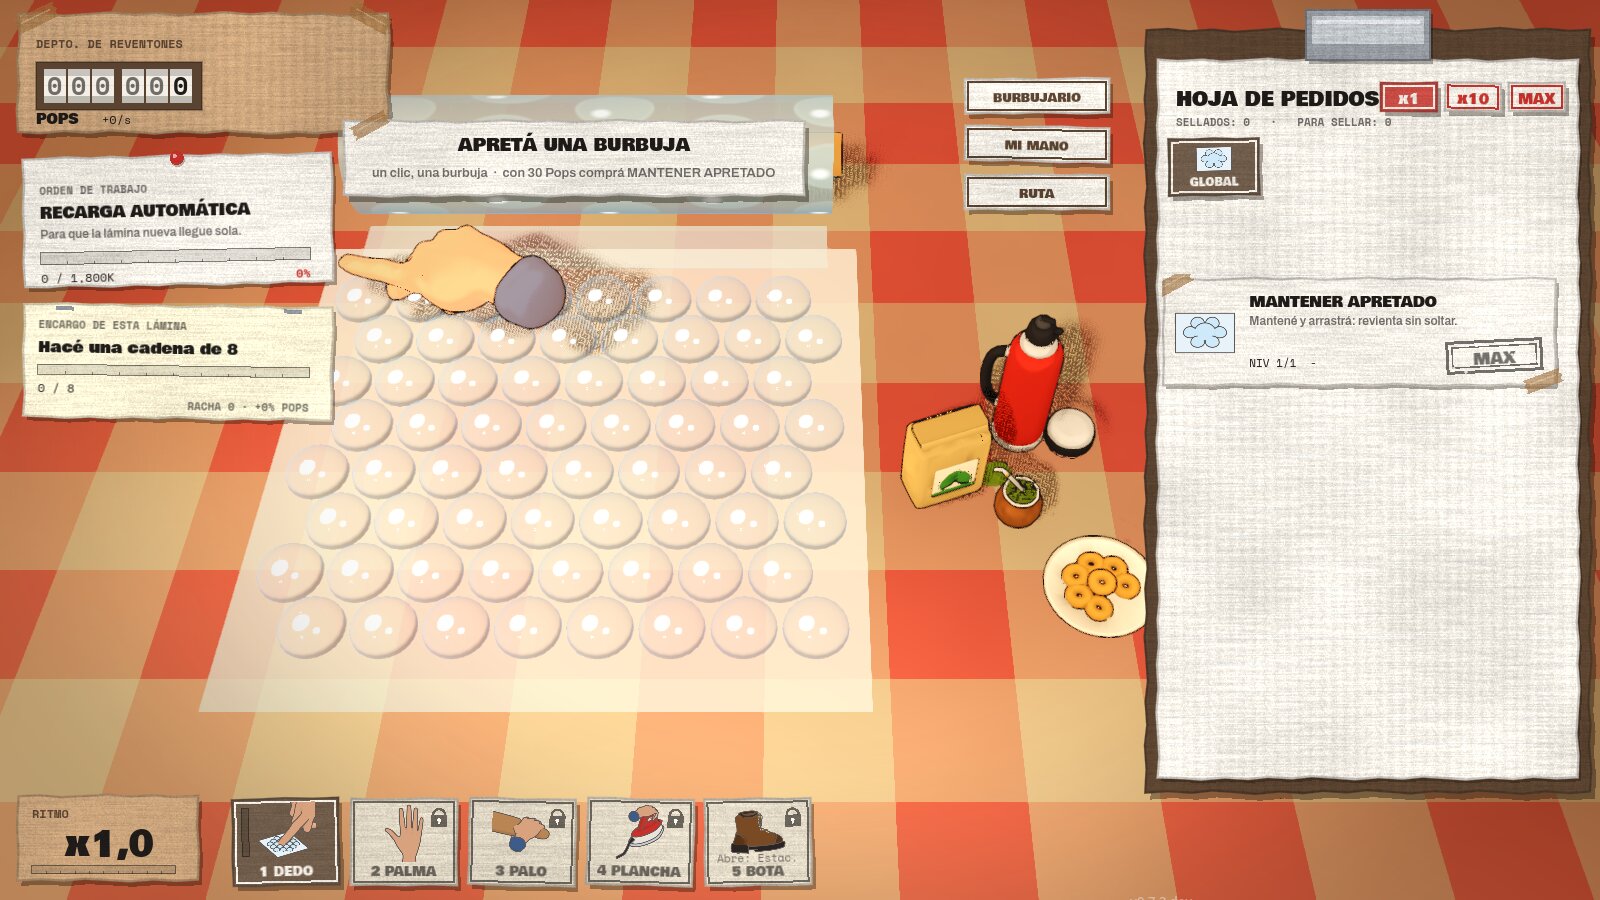 DEPTO. DE REVENTONES
000 000
POPS +0/s
ORDEN DE TRABAJO
RECARGA AUTOMÁTICA
Para que la lámina nueva llegue sola.
0 / 1.800K 0%
ENCARGO DE ESTA LÁMINA
Hacé una cadena de 8
0 / 8
RACHA 0 · +0% POPS
APRETÁ UNA BURBUJA
un clic, una burbuja · con 30 Pops comprá MANTENER APRETADO
BURBUJARIO
MI MANO
RUTA
HOJA DE PEDIDOS x1 x10 MAX
SELLADOS: 0 · PARA SELLAR: 0
GLOBAL
MANTENER APRETADO
Mantené y arrastrá: revienta sin soltar.
NIV 1/1 -
MAX
RITMO
x1,0
1 DEDO
2 PALMA
3 PALO
4 PLANCHA
Abre: Estac.
5 BOTA